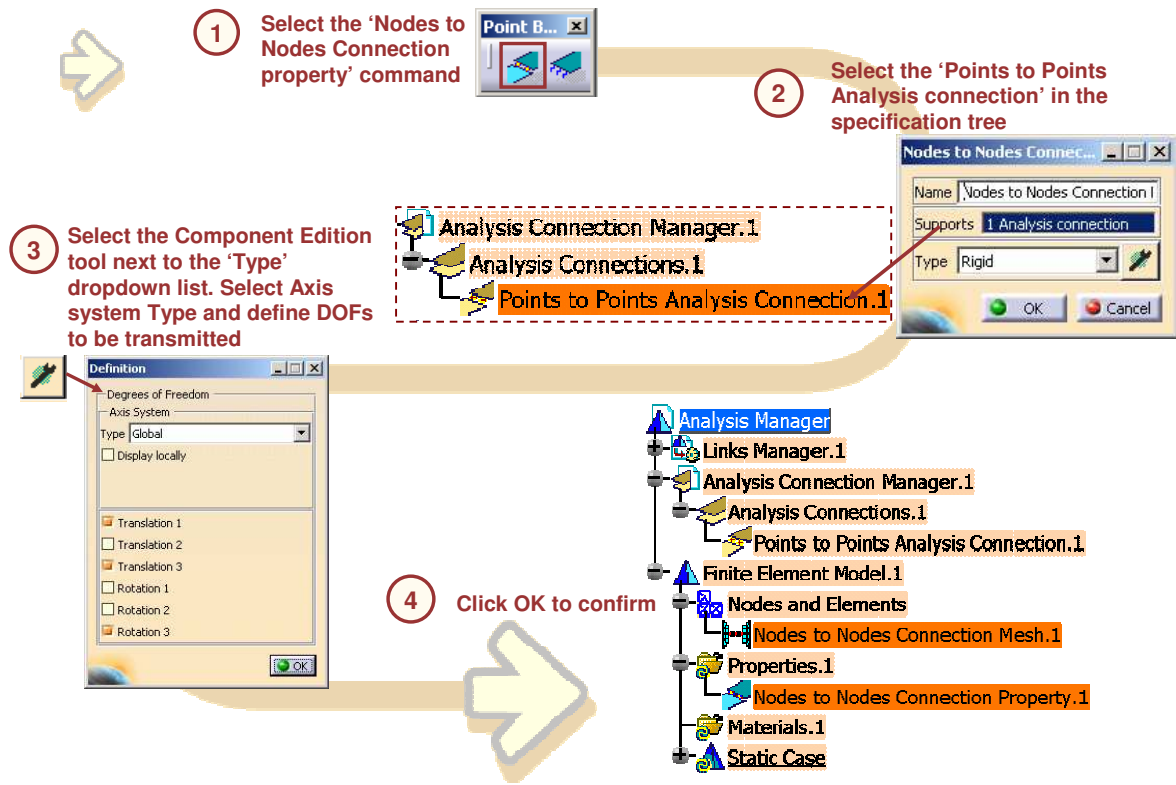 1
Select the ‘Nodes to
Nodes Connection
property’ command
Point B...
2
Select the ‘Points to Points
Analysis connection’ in the
specification tree
Nodes to Nodes Connec...
Name Nodes to Nodes Connection
Supports 1 Analysis connection
Type Rigid
OK Cancel
Analysis Connection Manager.1
Analysis Connections.1
Points to Points Analysis Connection.1
3
Select the Component Edition
tool next to the ‘Type’
dropdown list. Select Axis
system Type and define DOFs
to be transmitted
Definition
Degrees of Freedom
Axis System
Type Global
Display locally
Translation 1
Translation 2
Translation 3
Rotation 1
Rotation 2
Rotation 3
OK
4
Click OK to confirm
Analysis Manager
Links Manager.1
Analysis Connection Manager.1
Analysis Connections.1
Points to Points Analysis Connection.1
Finite Element Model.1
Nodes and Elements
Nodes to Nodes Connection Mesh.1
Properties.1
Nodes to Nodes Connection Property.1
Materials.1
Static Case